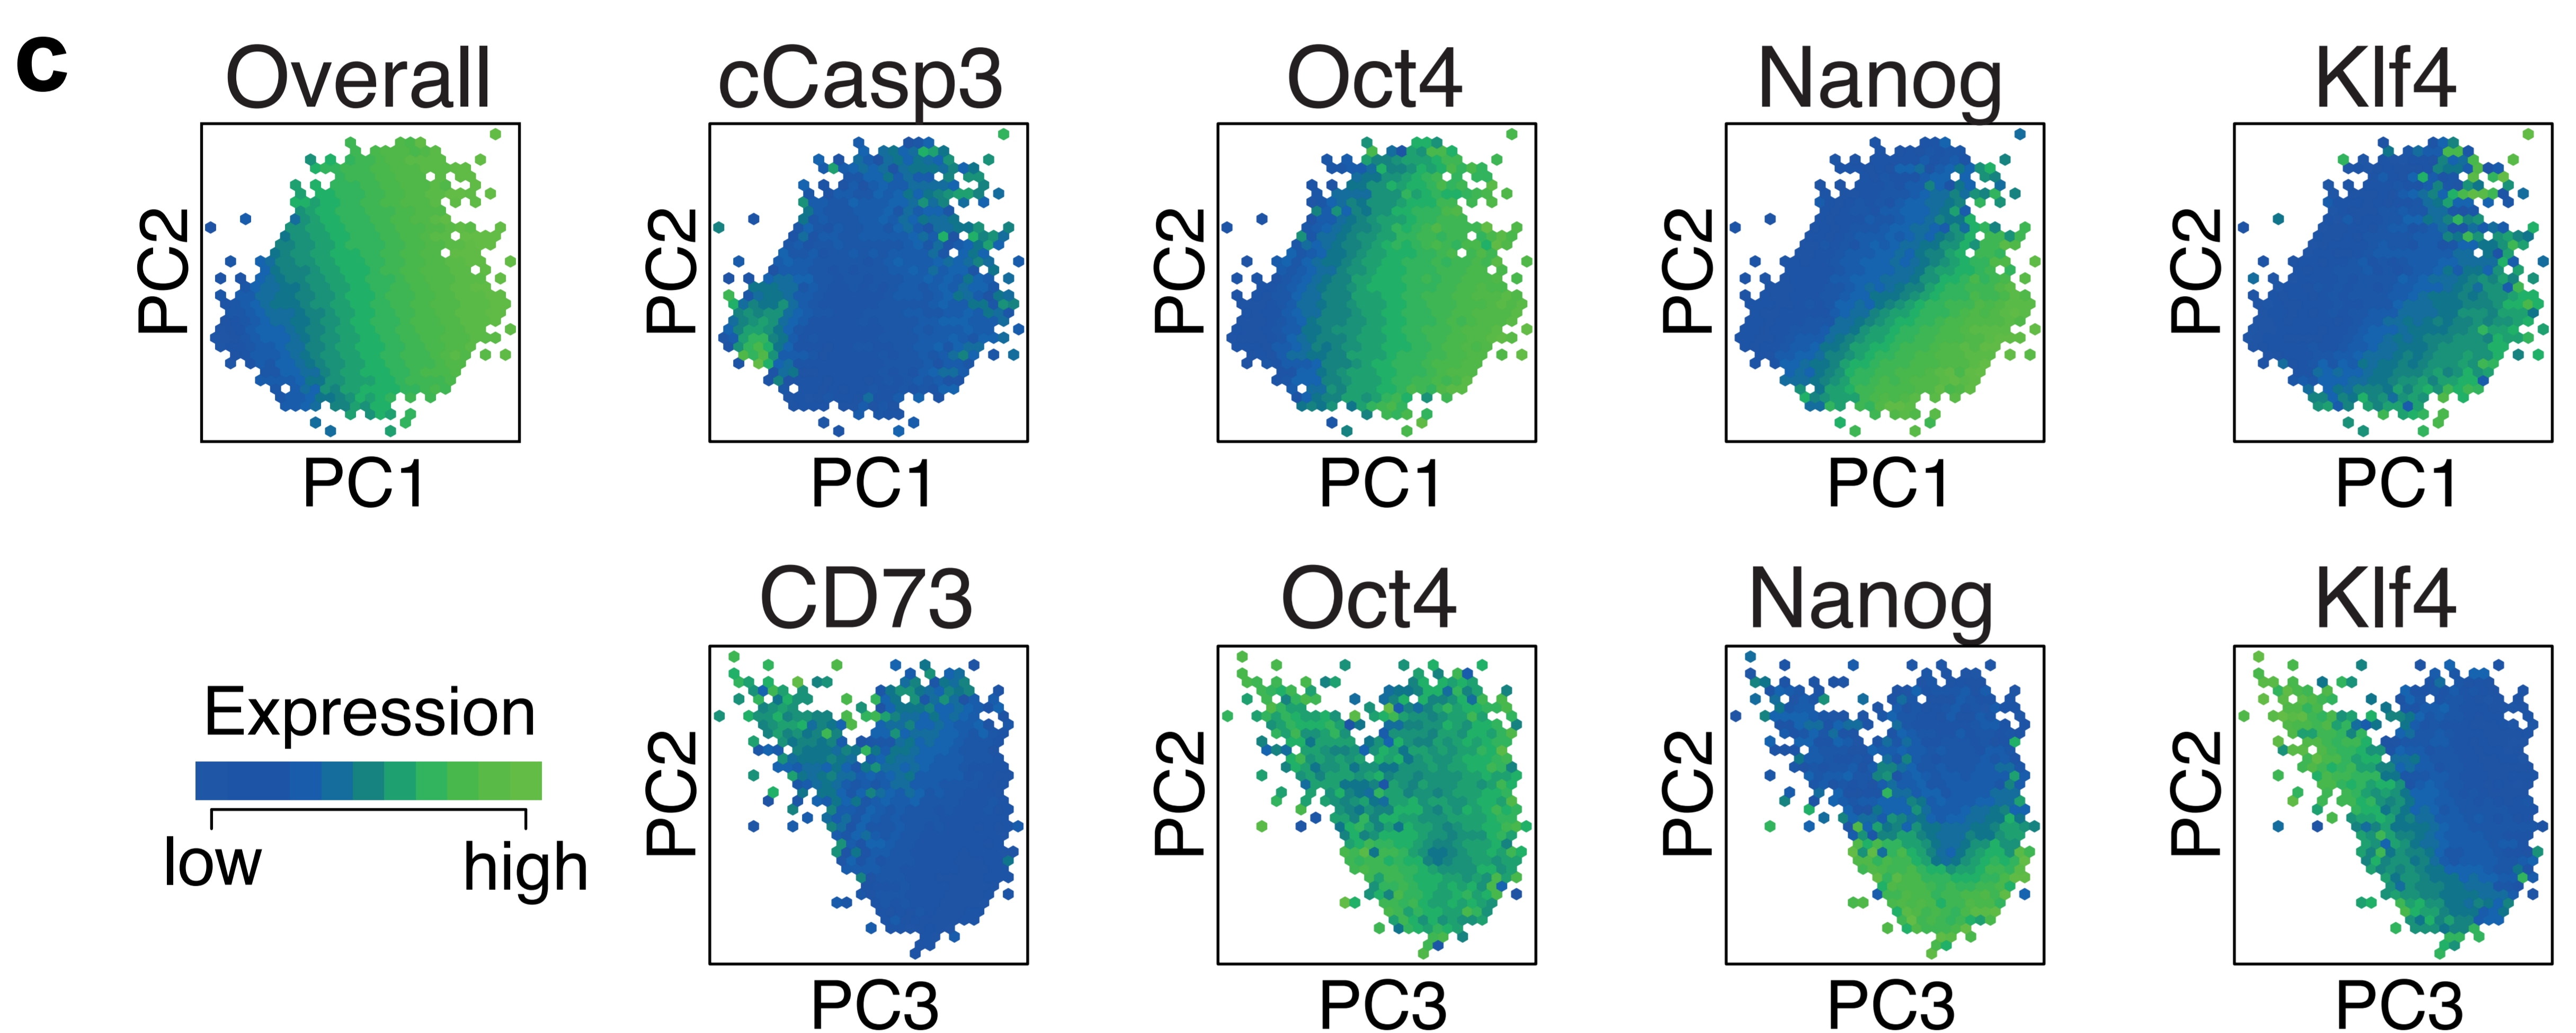 c
Overall cCasp3 Oct4 Nanog Klf4
PC2 PC2 PC2 PC2 PC2
PC1 PC1 PC1 PC1 PC1
CD73 Oct4 Nanog Klf4
Expression
low high
PC2 PC2 PC2 PC2
PC3 PC3 PC3 PC3